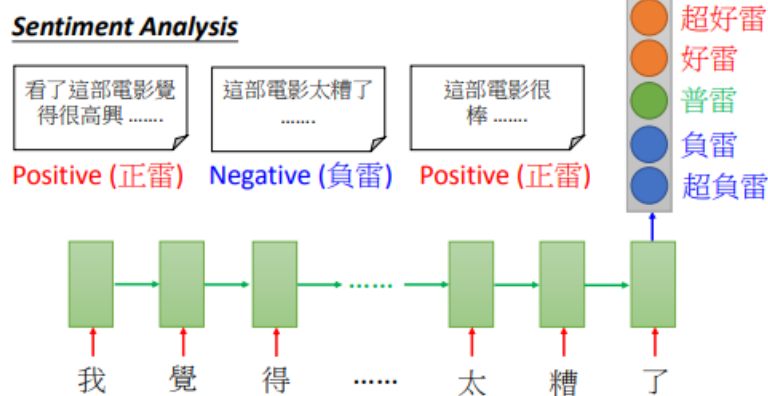 Sentiment Analysis
看了這部電影覺
得很高興 .......
Positive (正雷)
這部電影太糟了
.......
Negative (負雷)
這部電影很
棒 .......
Positive (正雷)
超好雷
好雷
普雷
負雷
超負雷
......
我 覺 得 ...... 太 糟 了